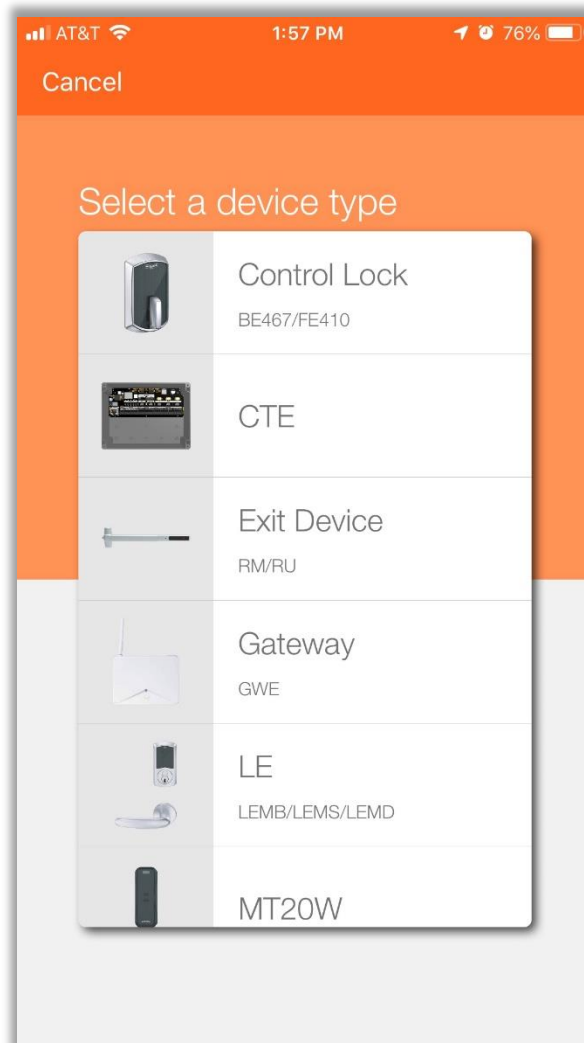 AT&T 1:57 PM 76%
Cancel
Select a device type
Control Lock
BE467/FE410
CTE
Exit Device
RM/RU
Gateway
GWE
LE
LEMB/LEMS/LEMD
MT20W